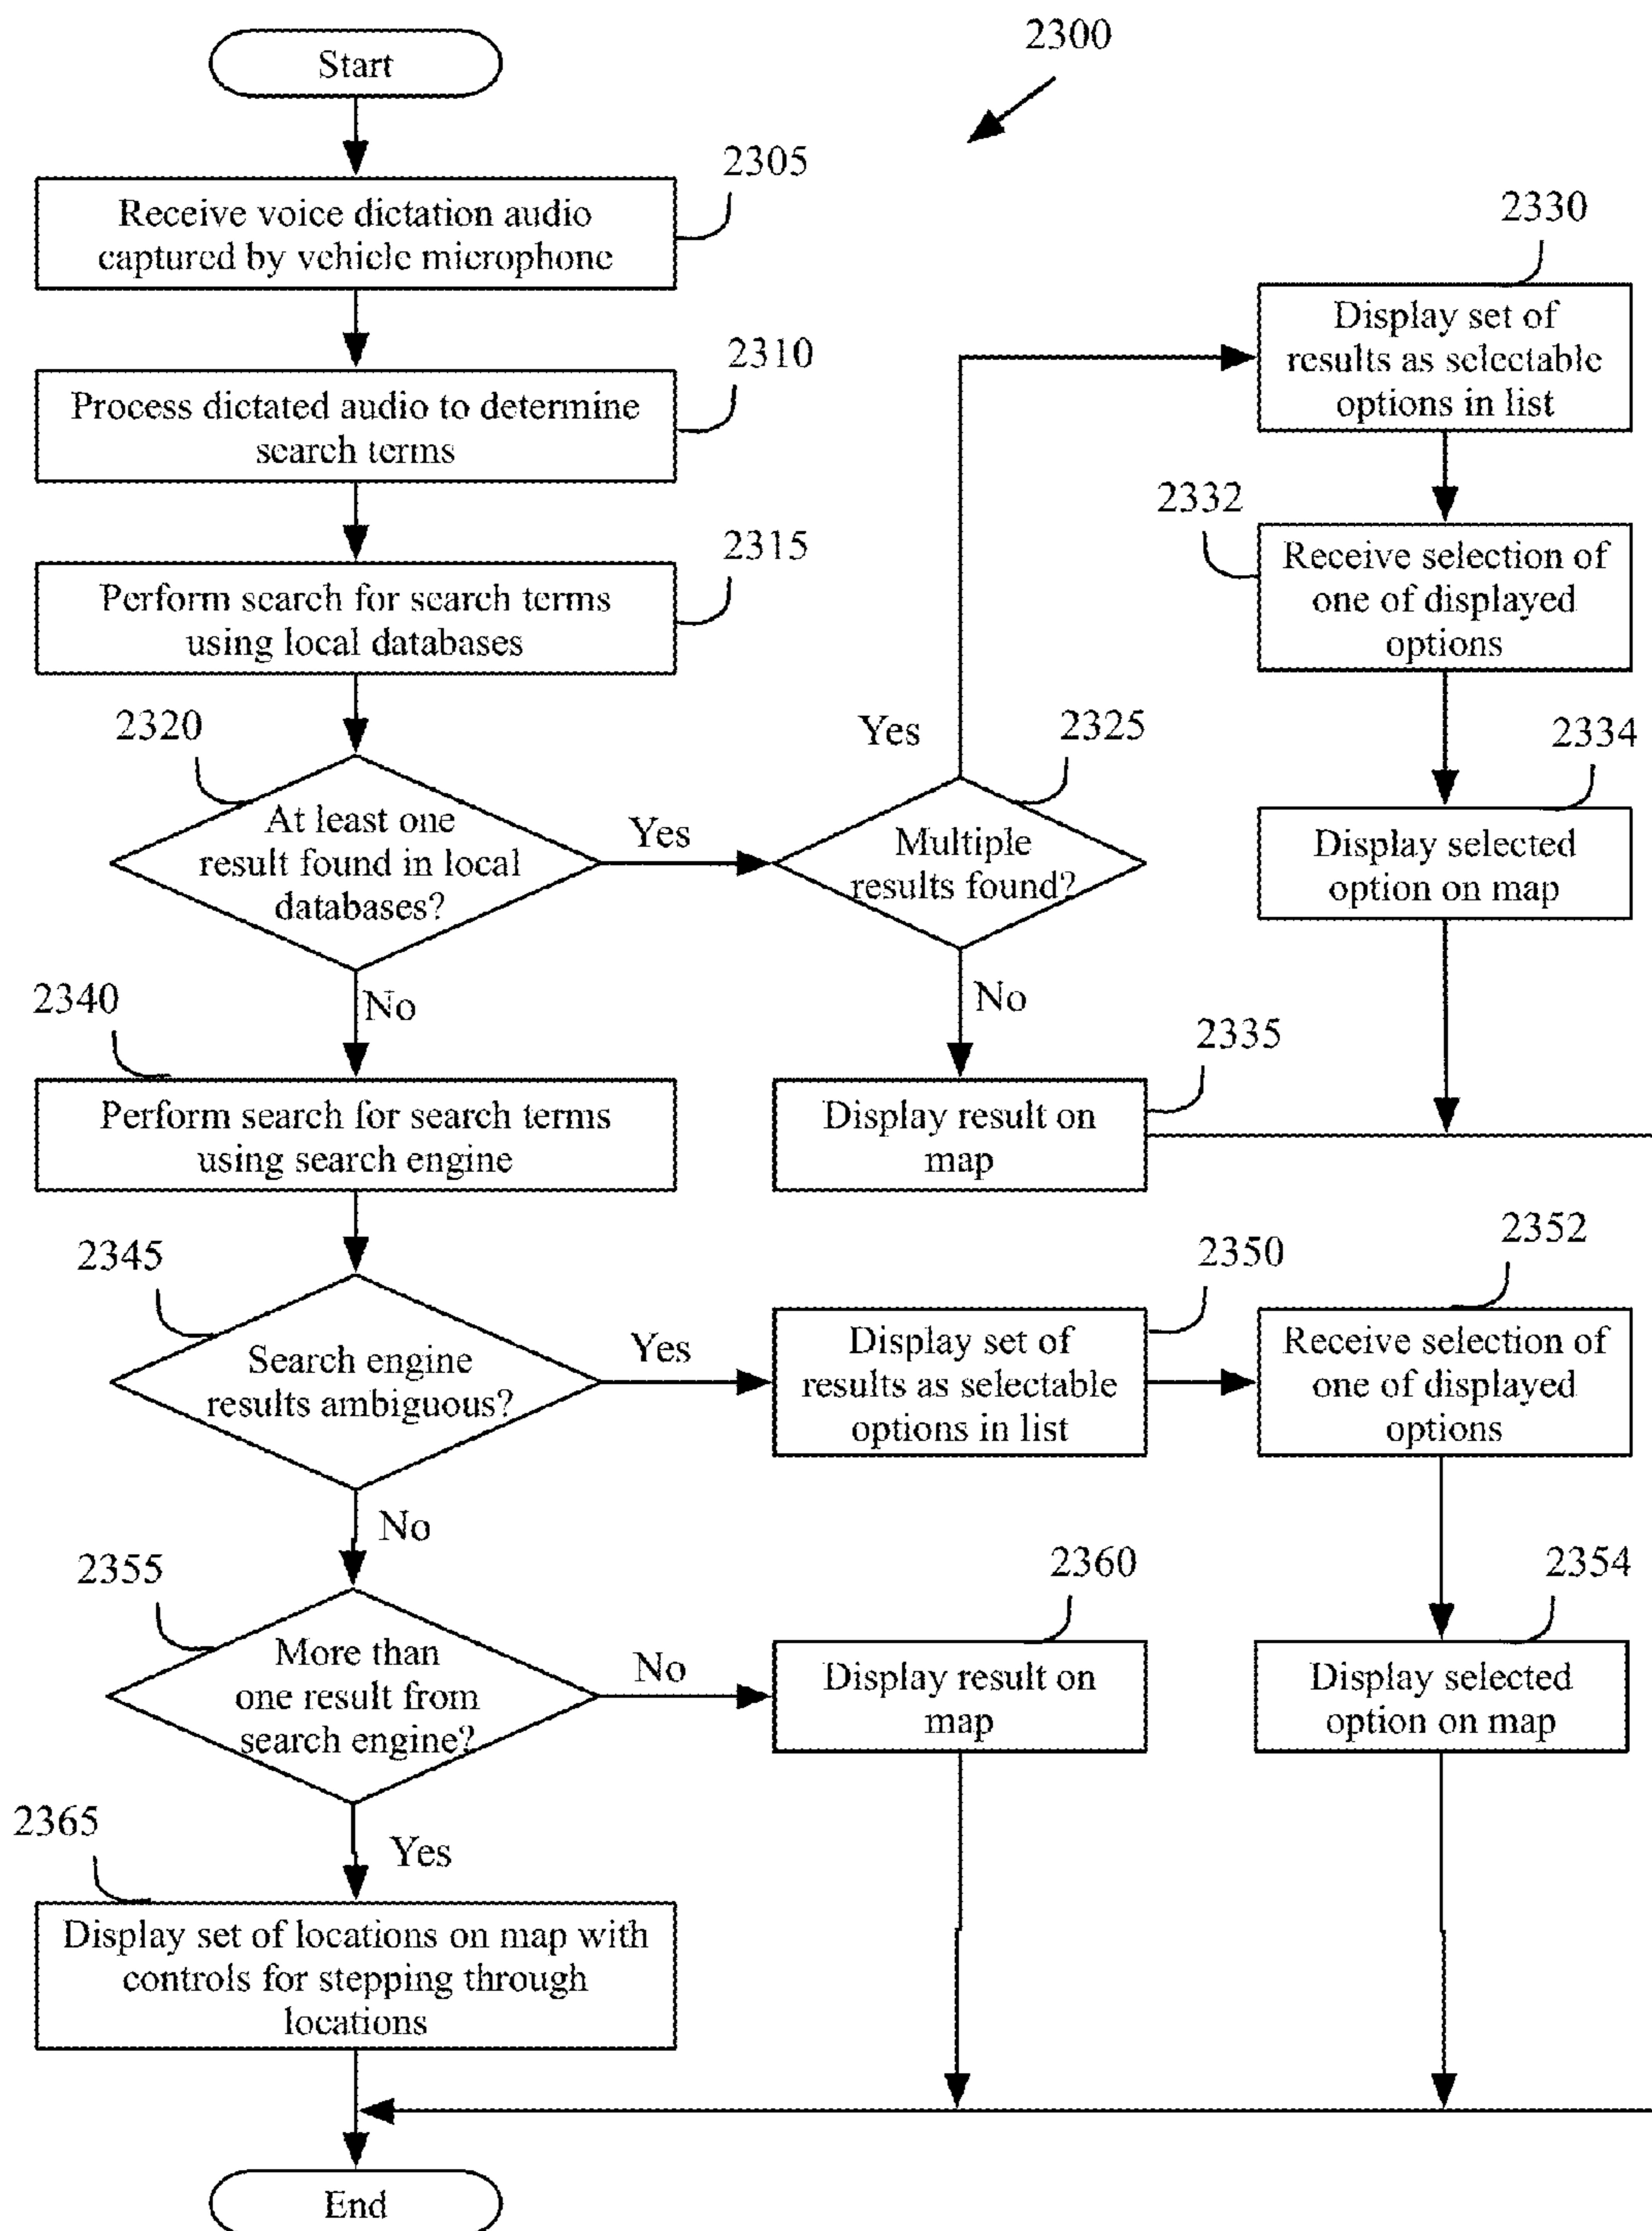 Start
2300
2305
Receive voice dictation audio
captured by vehicle microphone
2310
Process dictated audio to determine
search terms
2315
Perform search for search terms
using local databases
2320
At least one
result found in local
databases?
Yes
No
2325
Multiple
results found?
Yes
No
2330
Display set of
results as selectable
options in list
2332
Receive selection of
one of displayed
options
2334
Display selected
option on map
2335
Display result on
map
2340
Perform search for search terms
using search engine
2345
Search engine
results ambiguous?
Yes
No
2350
Display set of
results as selectable
options in list
2352
Receive selection of
one of displayed
options
2354
Display selected
option on map
2355
More than
one result from
search engine?
No
Yes
2360
Display result on
map
2365
Display set of locations on map with
controls for stepping through
locations
End